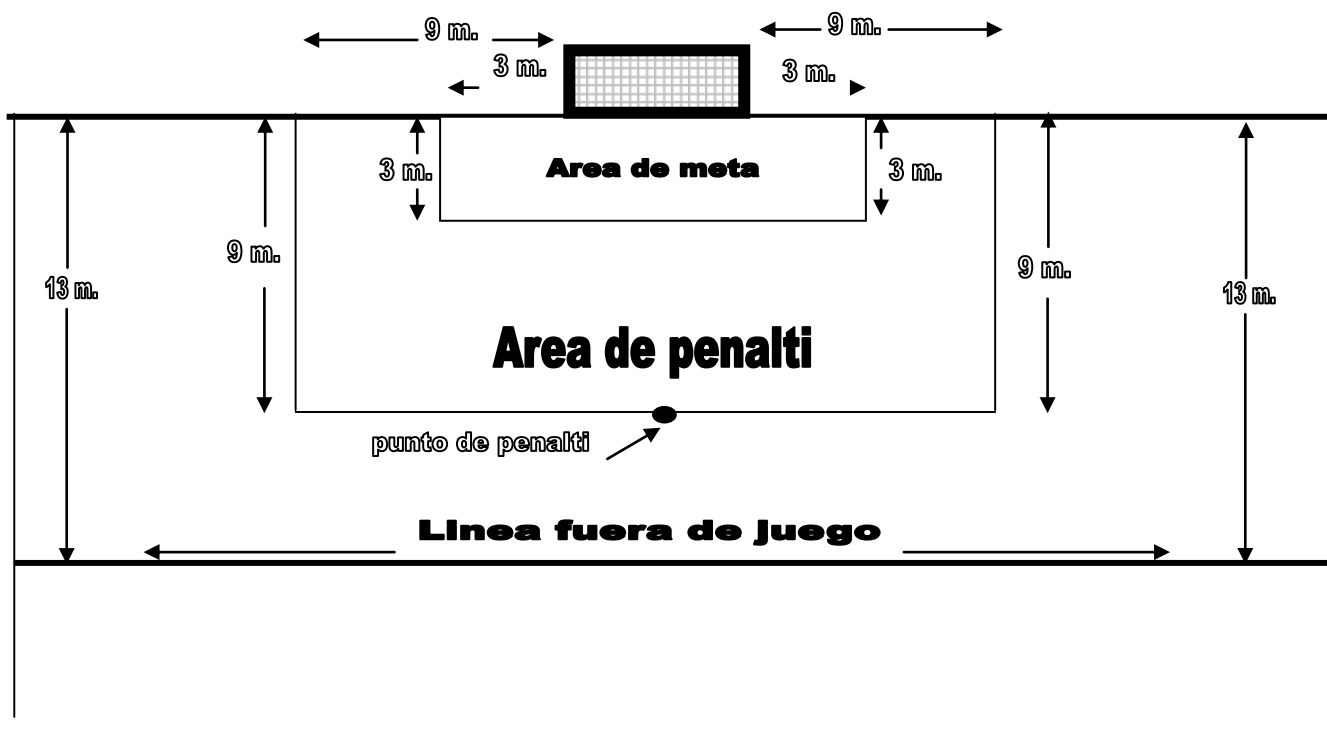 9 m.
9 m.
3 m.
3 m.
3 m.
Area de meta
3 m.
9 m.
9 m.
13 m.
13 m.
Area de penalti
punto de penalti
Linea fuera de juego